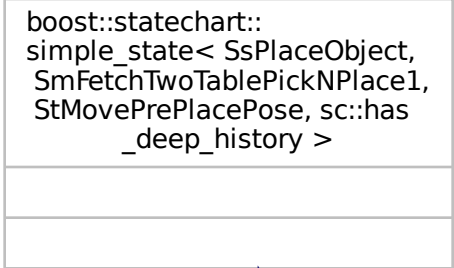 boost::statechart::
simple_state< SsPlaceObject,
SmFetchTwoTablePickNPlace1,
StMovePrePlacePose, sc::has
_deep_history >